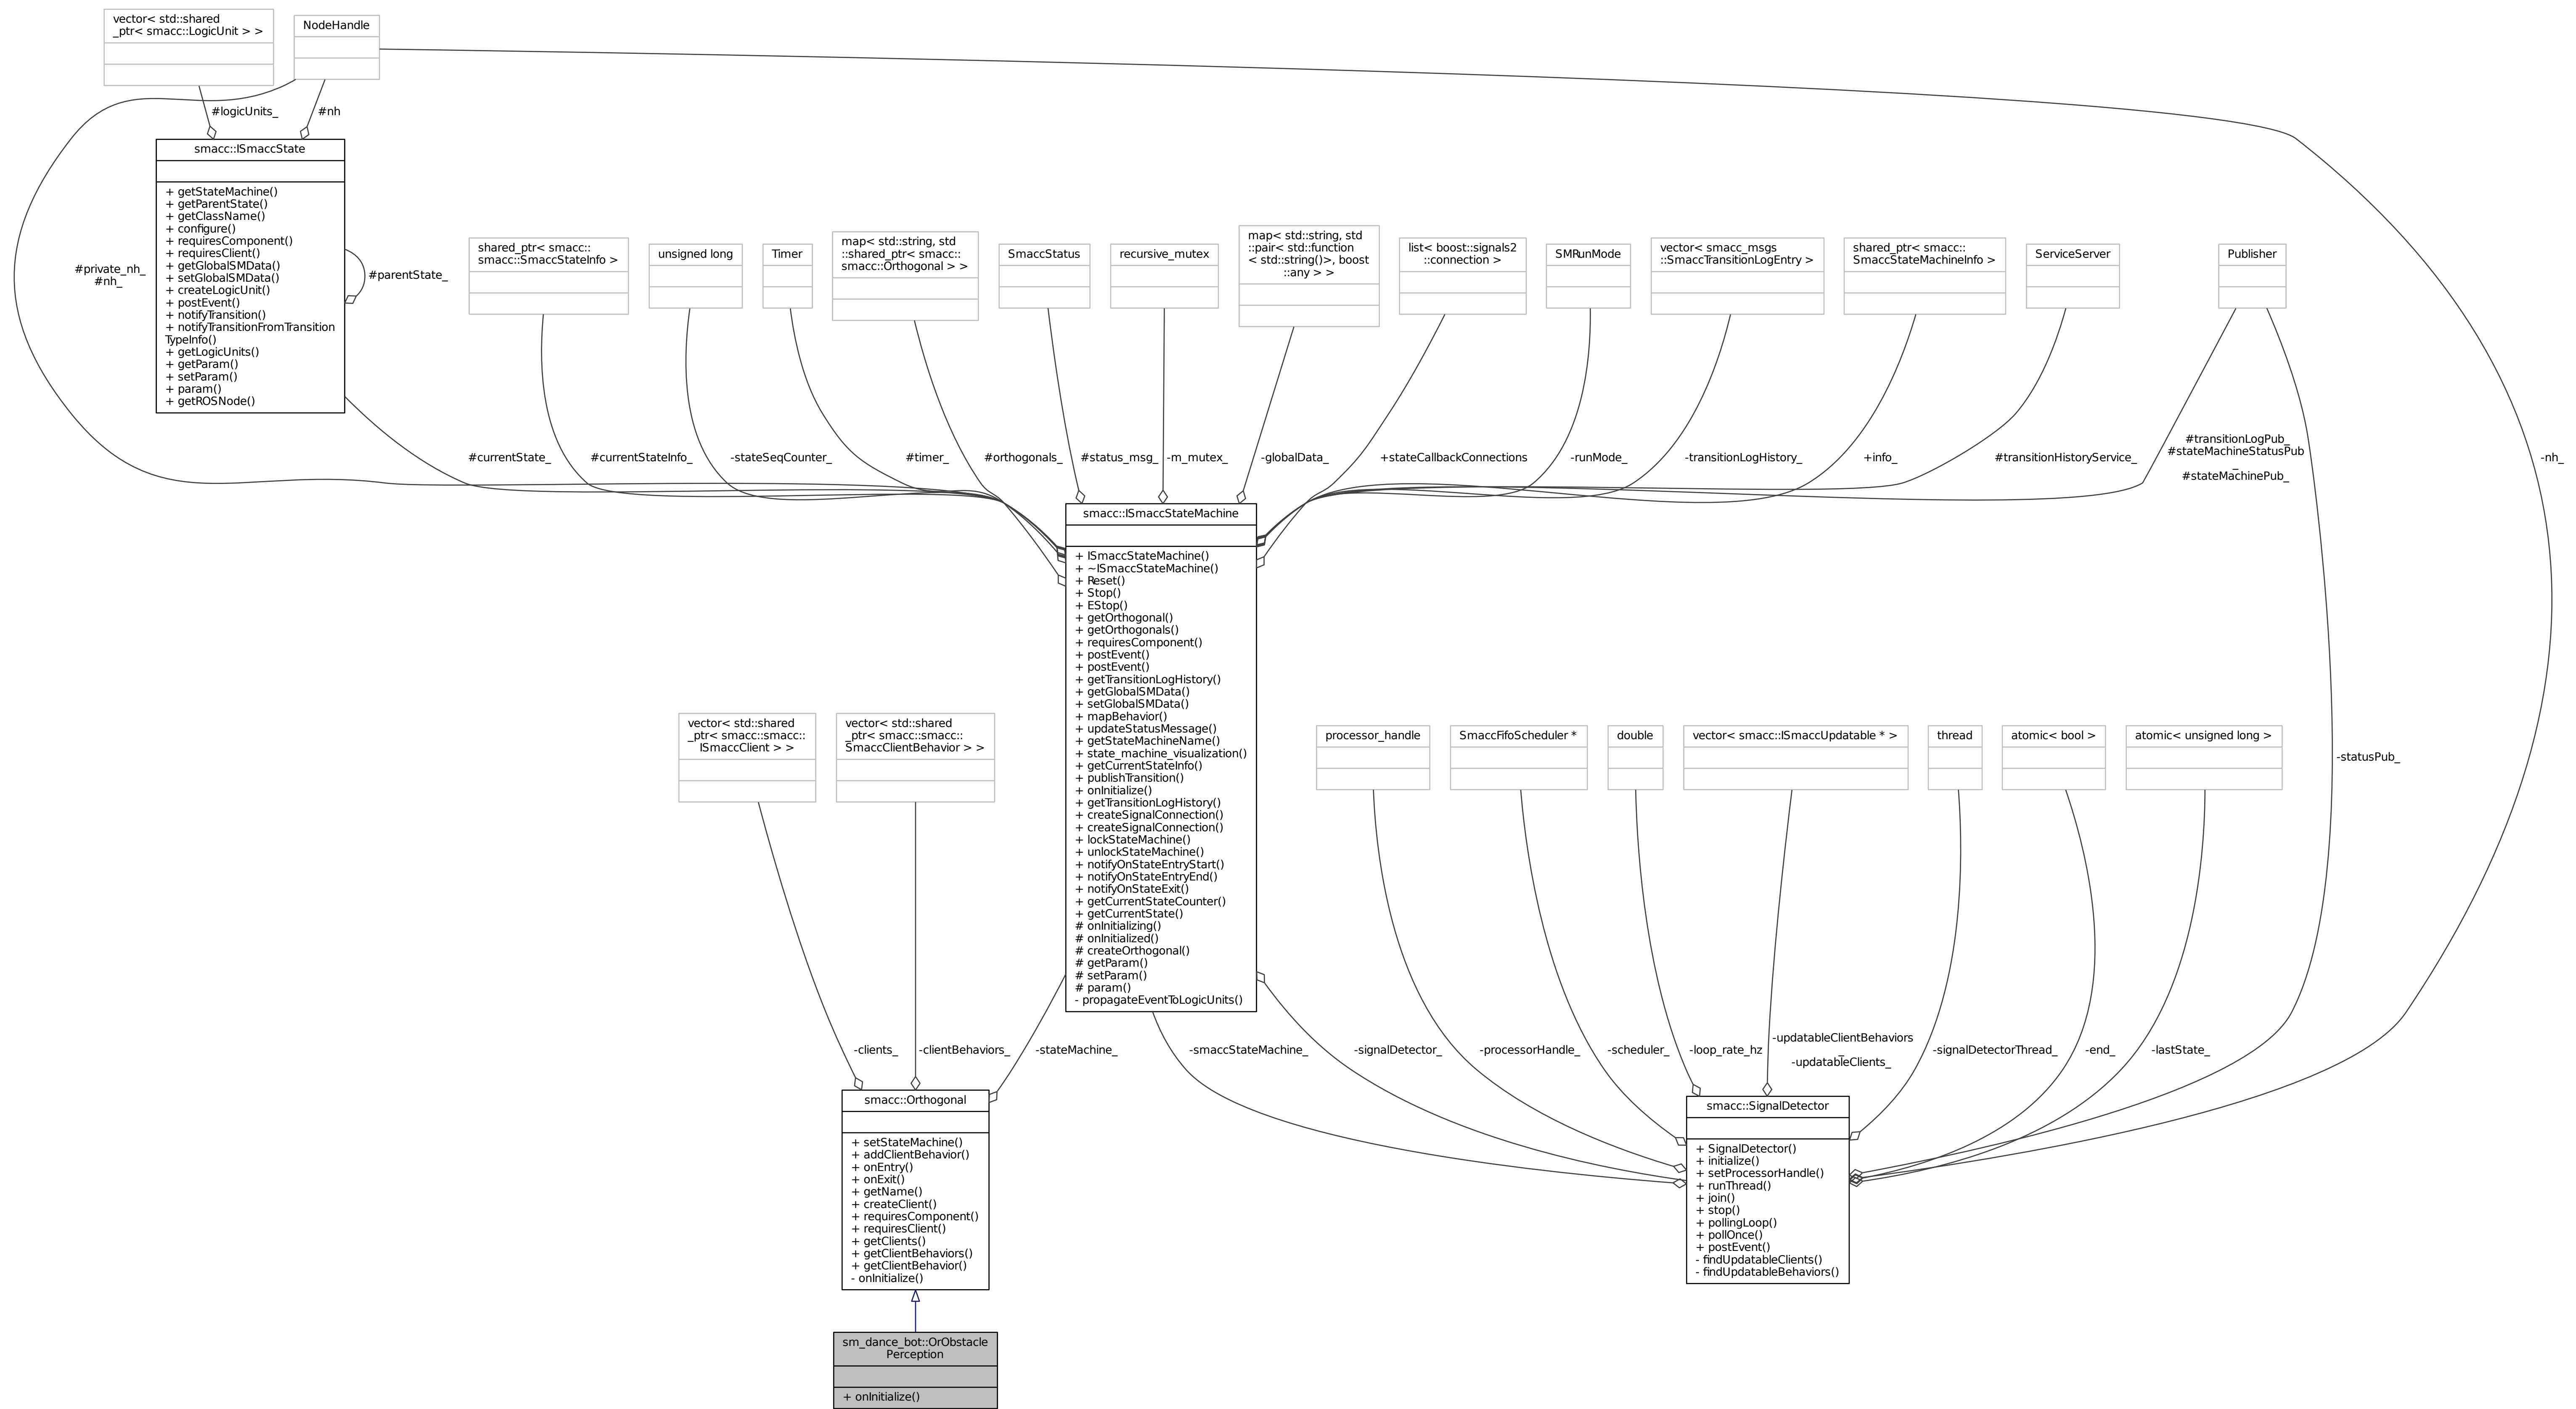 vector< std::shared
_ptr< smacc::LogicUnit > >
NodeHandle
#logicUnits_
#nh
smacc::ISmaccState
+ getStateMachine()
+ getParentState()
+ getClassName()
+ configure()
+ requiresComponent()
+ requiresClient()
+ getGlobalSMData()
+ setGlobalSMData()
+ createLogicUnit()
+ postEvent()
+ notifyTransition()
+ notifyTransitionFromTransition
TypeInfo()
+ getLogicUnits()
+ getParam()
+ setParam()
+ param()
+ getROSNode()
#private_nh_
#nh_
#parentState_
shared_ptr< smacc::
smacc::SmaccStateInfo >
unsigned long
Timer
map< std::string, std
::shared_ptr< smacc::
smacc::Orthogonal > >
SmaccStatus
recursive_mutex
map< std::string, std
::pair< std::function
< std::string()>, boost
::any > >
list< boost::signals2
::connection >
SMRunMode
vector< smacc_msgs
::SmaccTransitionLogEntry >
shared_ptr< smacc::
SmaccStateMachineInfo >
ServiceServer
Publisher
#currentState_
#currentStateInfo_
-stateSeqCounter_
#timer_
#orthogonals_
#status_msg_
-m_mutex_
-globalData_
+stateCallbackConnections
-runMode_
-transitionLogHistory_
+info_
#transitionHistoryService_
#transitionLogPub_
#stateMachineStatusPub
_
#stateMachinePub_
-nh_
smacc::ISmaccStateMachine
+ ISmaccStateMachine()
+ ~ISmaccStateMachine()
+ Reset()
+ Stop()
+ EStop()
+ getOrthogonal()
+ getOrthogonals()
+ requiresComponent()
+ postEvent()
+ postEvent()
+ getTransitionLogHistory()
+ getGlobalSMData()
+ setGlobalSMData()
+ mapBehavior()
+ updateStatusMessage()
+ getStateMachineName()
+ state_machine_visualization()
+ getCurrentStateInfo()
+ publishTransition()
+ onInitialize()
+ getTransitionLogHistory()
+ createSignalConnection()
+ createSignalConnection()
+ lockStateMachine()
+ unlockStateMachine()
+ notifyOnStateEntryStart()
+ notifyOnStateEntryEnd()
+ notifyOnStateExit()
+ getCurrentStateCounter()
+ getCurrentState()
# onInitializing()
# onInitialized()
# createOrthogonal()
# getParam()
# setParam()
# param()
- propagateEventToLogicUnits()
vector< std::shared
_ptr< smacc::smacc::
ISmaccClient > >
vector< std::shared
_ptr< smacc::smacc::
SmaccClientBehavior > >
processor_handle
SmaccFifoScheduler *
double
vector< smacc::ISmaccUpdatable * >
thread
atomic< bool >
atomic< unsigned long >
-statusPub_
-clients_
-clientBehaviors_
-stateMachine_
-smaccStateMachine_
-signalDetector_
-processorHandle_
-scheduler_
-loop_rate_hz
-updatableClientBehaviors
_
-updatableClients_
-signalDetectorThread_
-end_
-lastState_
smacc::Orthogonal
+ setStateMachine()
+ addClientBehavior()
+ onEntry()
+ onExit()
+ getName()
+ createClient()
+ requiresComponent()
+ requiresClient()
+ getClients()
+ getClientBehaviors()
+ getClientBehavior()
- onInitialize()
smacc::SignalDetector
+ SignalDetector()
+ initialize()
+ setProcessorHandle()
+ runThread()
+ join()
+ stop()
+ pollingLoop()
+ pollOnce()
+ postEvent()
- findUpdatableClients()
- findUpdatableBehaviors()
sm_dance_bot::OrObstacle
Perception
+ onInitialize()